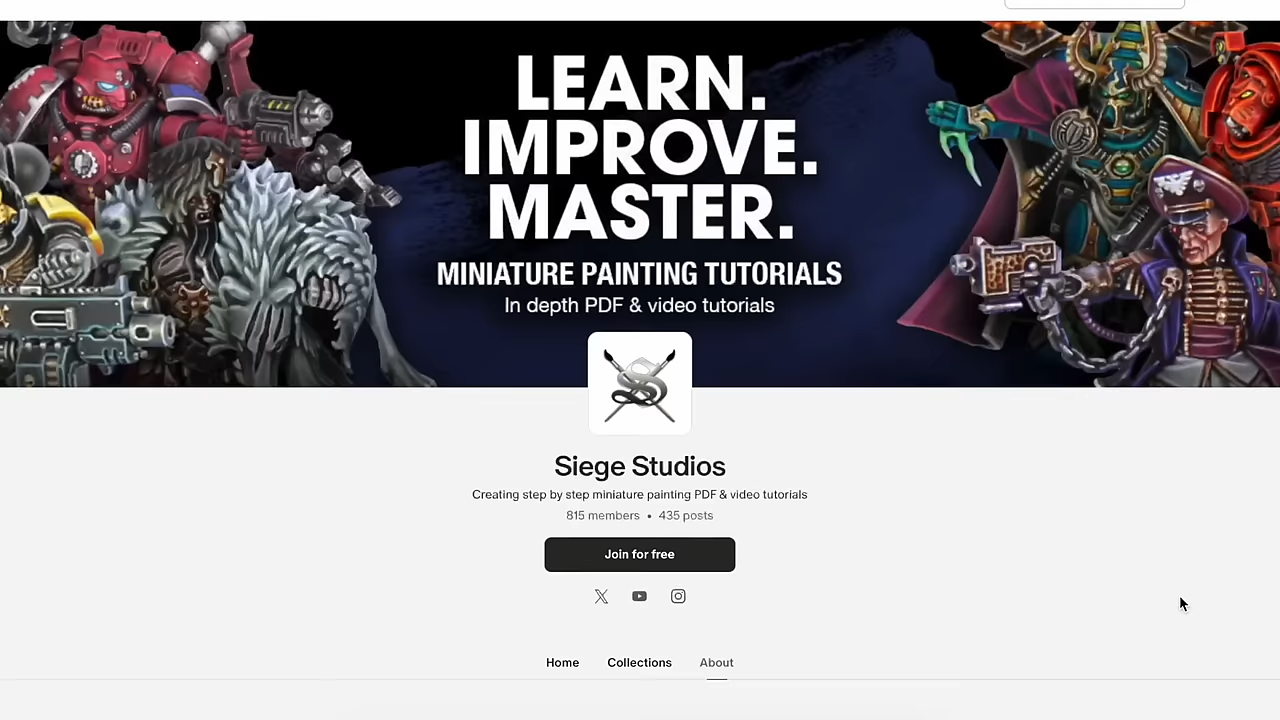 LEARN.
IMPROVE.
MASTER.
MINIATURE PAINTING TUTORIALS
In depth PDF & video tutorials
Siege Studios
Creating step by step miniature painting PDF & video tutorials
815 members • 435 posts
Join for free
Home Collections About